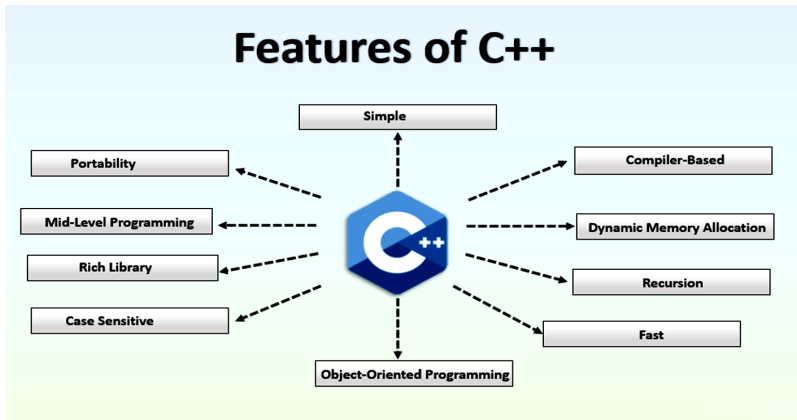 Features of C++
Simple
Portability
Compiler-Based
Mid-Level Programming
Dynamic Memory Allocation
Rich Library
Recursion
Case Sensitive
Fast
C++
Object-Oriented Programming